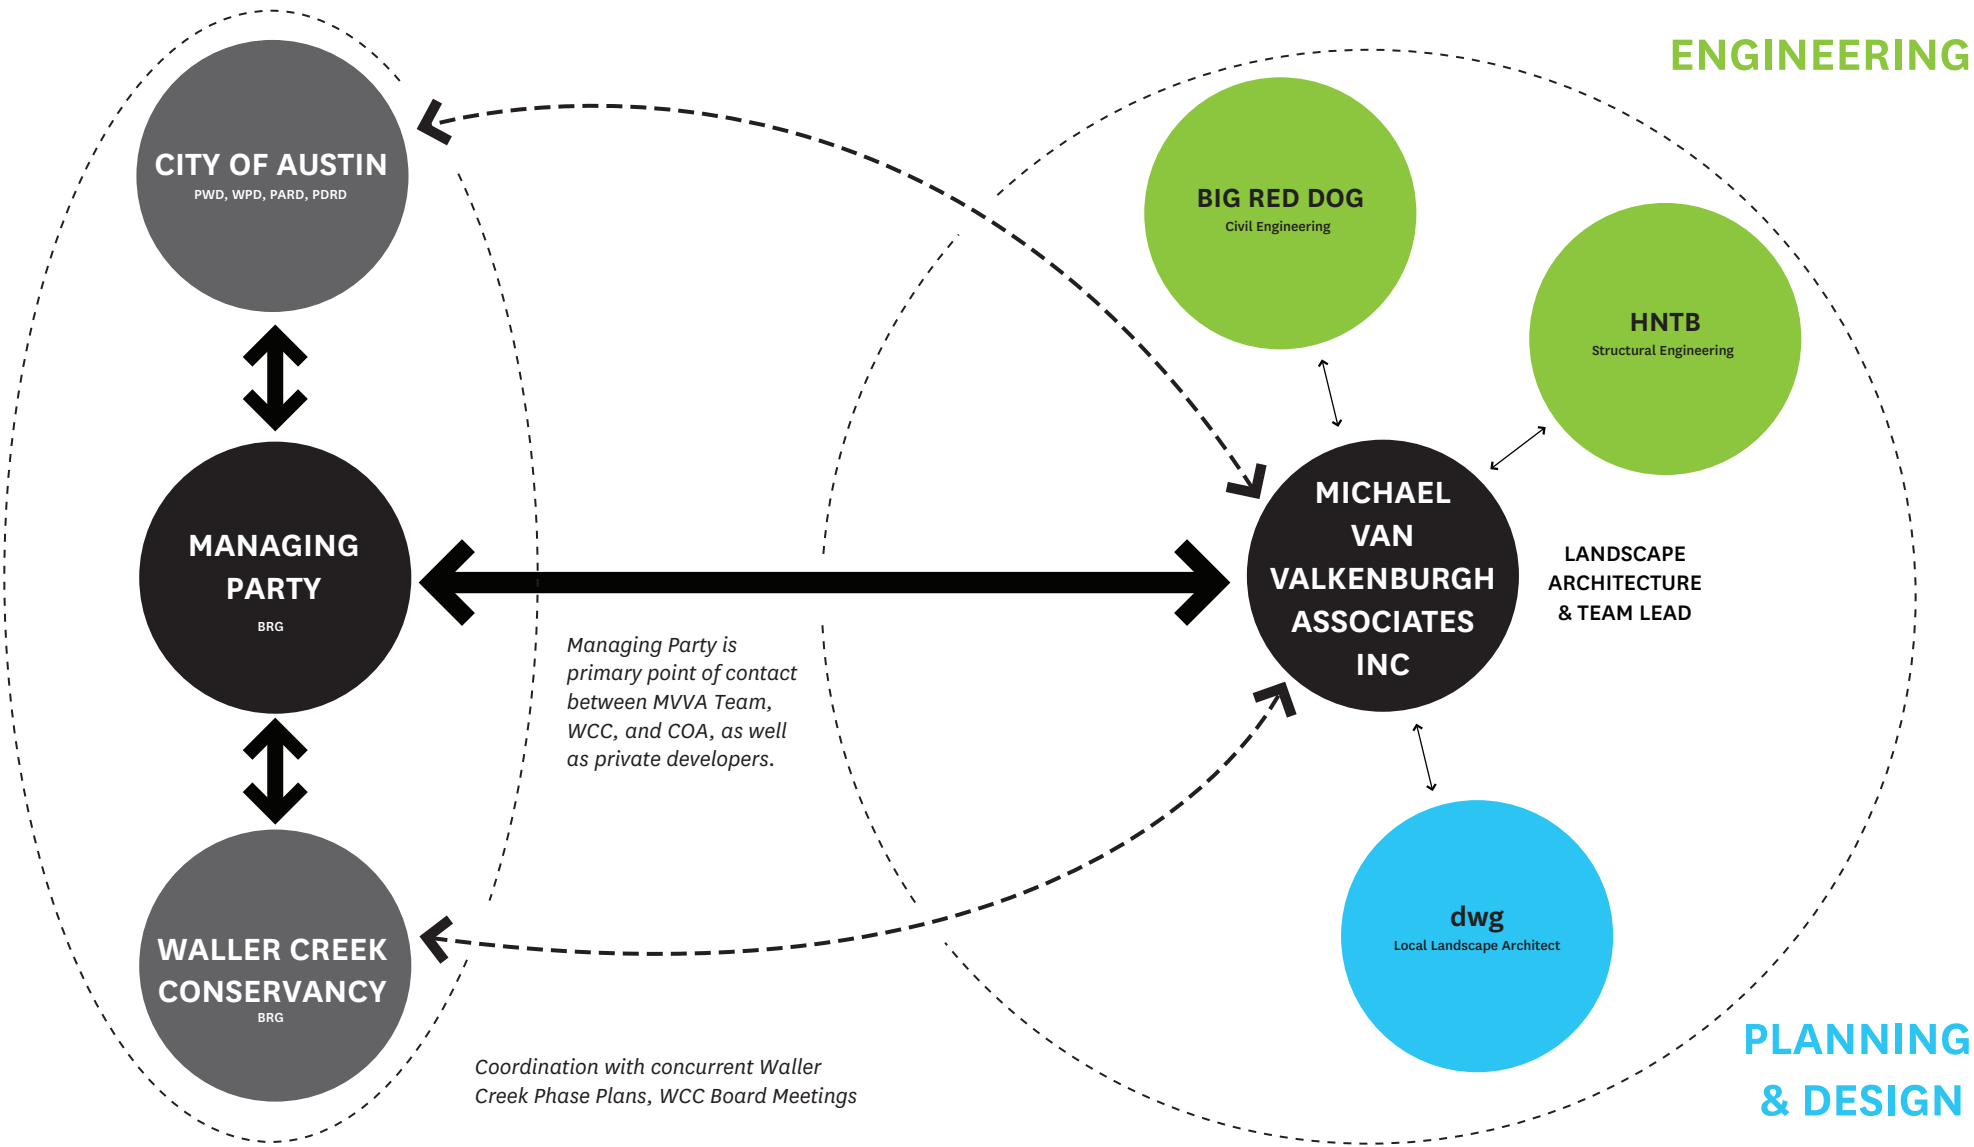 ENGINEERING
CITY OF AUSTIN
PWD, WPD, PARD, PDRD
BIG RED DOG
Civil Engineering
HNTB
Structural Engineering
MANAGING
PARTY
BRG
MICHAEL
VAN
VALKENBURGH
ASSOCIATES
INC
LANDSCAPE
ARCHITECTURE
& TEAM LEAD
Managing Party is
primary point of contact
between MVVA Team,
WCC, and COA, as well
as private developers.
WALLER CREEK
CONSERVANCY
BRG
dwg
Local Landscape Architect
Coordination with concurrent Waller
Creek Phase Plans, WCC Board Meetings
PLANNING
& DESIGN